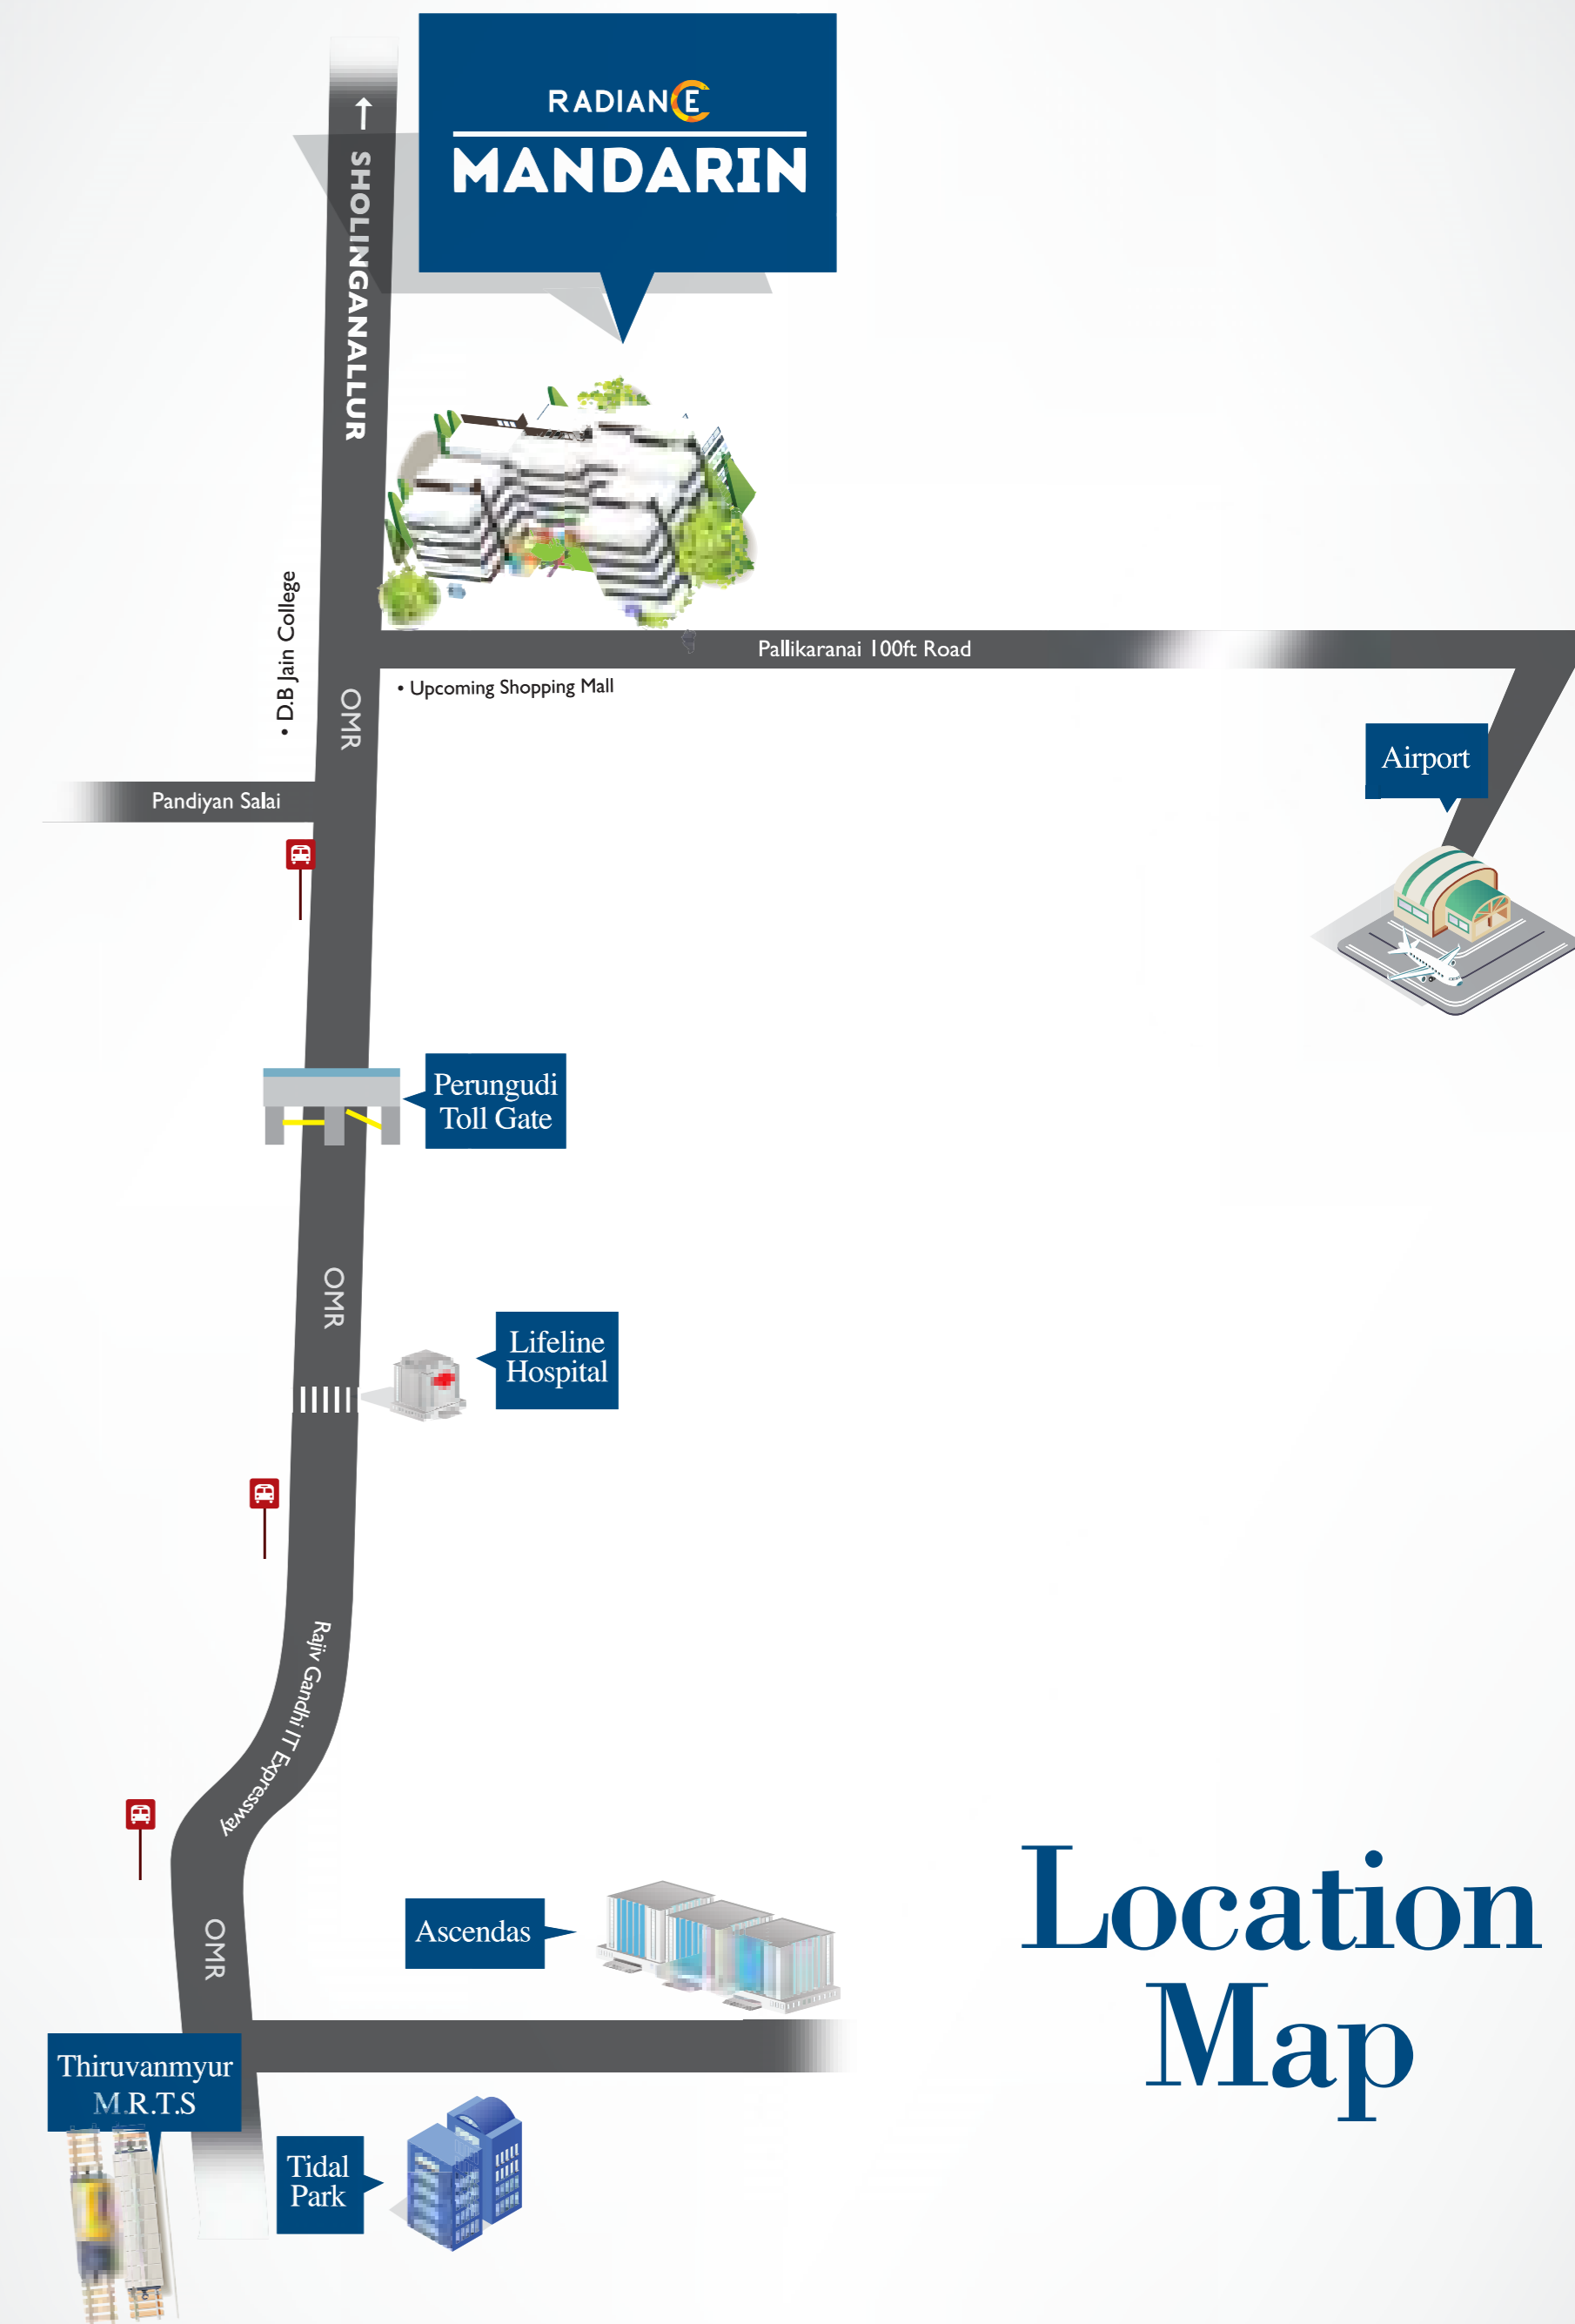 RADIANCE
MANDARIN
→ SHOLINGANALLUR
• D.B Jain College
Pallikaranai 100ft Road
• Upcoming Shopping Mall
OMR
Airport
Pandiyan Salai
Perungudi
Toll Gate
OMR
Lifeline
Hospital
Rajiv Gandhi IT Expressway
Ascendas
OMR
Location
Map
Thiruvanmyur
M.R.T.S
Tidal
Park